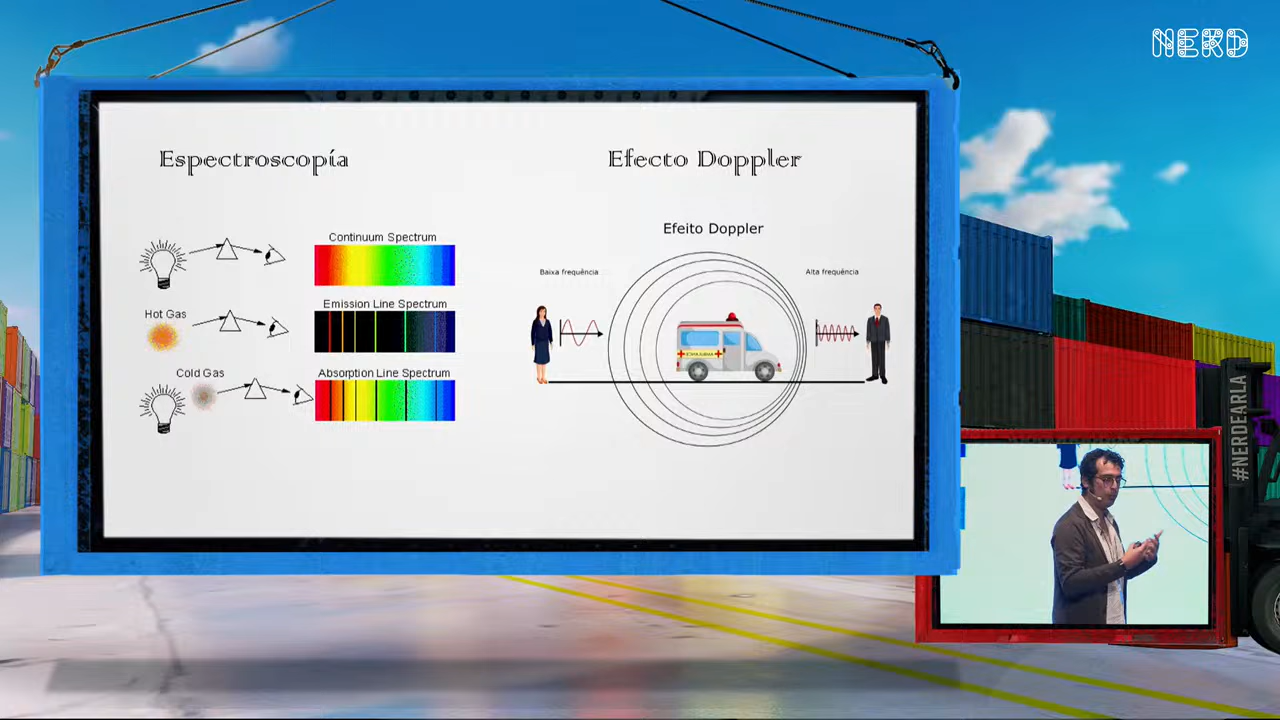 NERD
Espectroscopía
Efecto Doppler
Continuum Spectrum
Hot Gas
Emission Line Spectrum
Cold Gas
Absorption Line Spectrum
Efeito Doppler
Baixa frequência
Alta frequência
#NERDEARLA